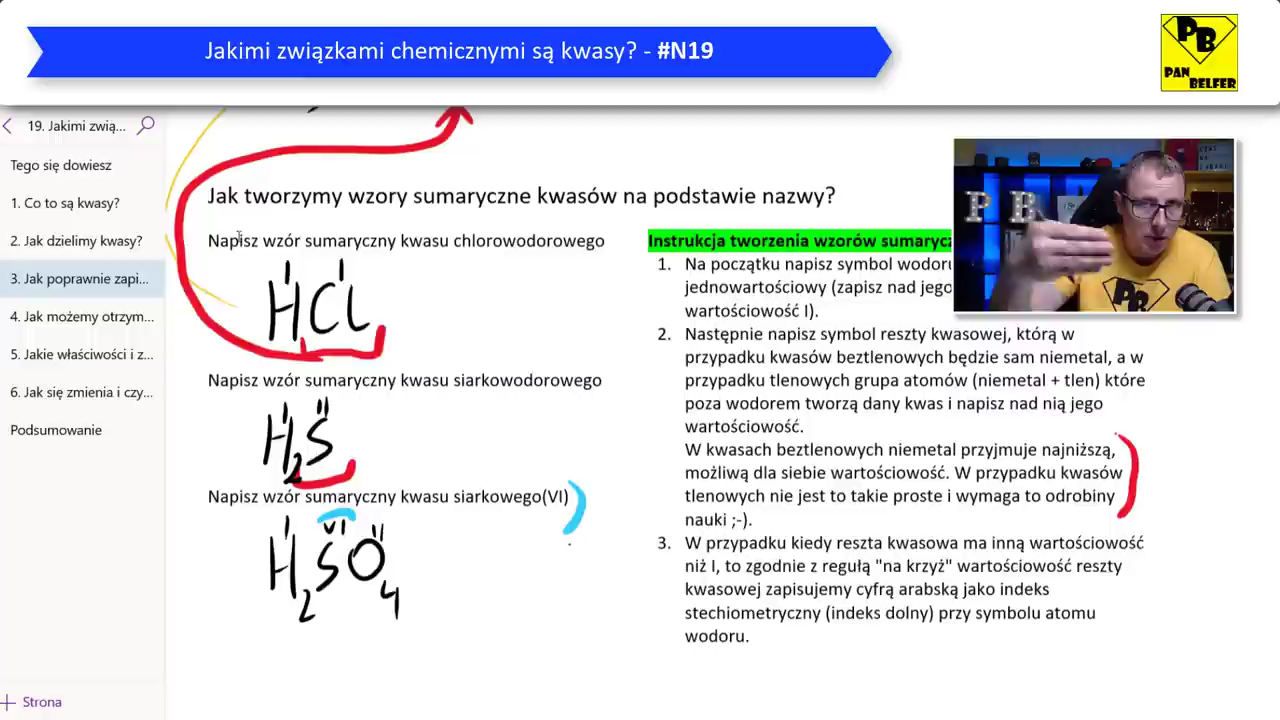 Jakimi związkami chemicznymi są kwasy? - #N19
PB
PAN
BELFER
19. Jakimi zwią...
Tego się dowiesz
1. Co to są kwasy?
2. Jak dzielimy kwasy?
3. Jak poprawnie zapi...
4. Jak możemy otrzym...
5. Jakie właściwości i z...
6. Jak się zmienia i czy...
Podsumowanie
Strona
Jak tworzymy wzory sumaryczne kwasów na podstawie nazwy?
Napisz wzór sumaryczny kwasu chlorowodorowego
I I
HCl
Napisz wzór sumaryczny kwasu siarkowodorowego
I II
H2S
Napisz wzór sumaryczny kwasu siarkowego(VI)
I VI II
H2SO4
Instrukcja tworzenia wzorów sumarycz
1. Na początku napisz symbol wodoru
jednowartościowy (zapisz nad jego
wartościowość I).
2. Następnie napisz symbol reszty kwasowej, którą w
przypadku kwasów beztlenowych będzie sam niemetal, a w
przypadku tlenowych grupa atomów (niemetal + tlen) które
poza wodorem tworzą dany kwas i napisz nad nią jego
wartościowość.
W kwasach beztlenowych niemetal przyjmuje najniższą,
możliwą dla siebie wartościowość. W przypadku kwasów
tlenowych nie jest to takie proste i wymaga to odrobiny
nauki ;-).
3. W przypadku kiedy reszta kwasowa ma inną wartościowość
niż I, to zgodnie z regułą "na krzyż" wartościowość reszty
kwasowej zapisujemy cyfrą arabską jako indeks
stechiometryczny (indeks dolny) przy symbolu atomu
wodoru.
P B
PB